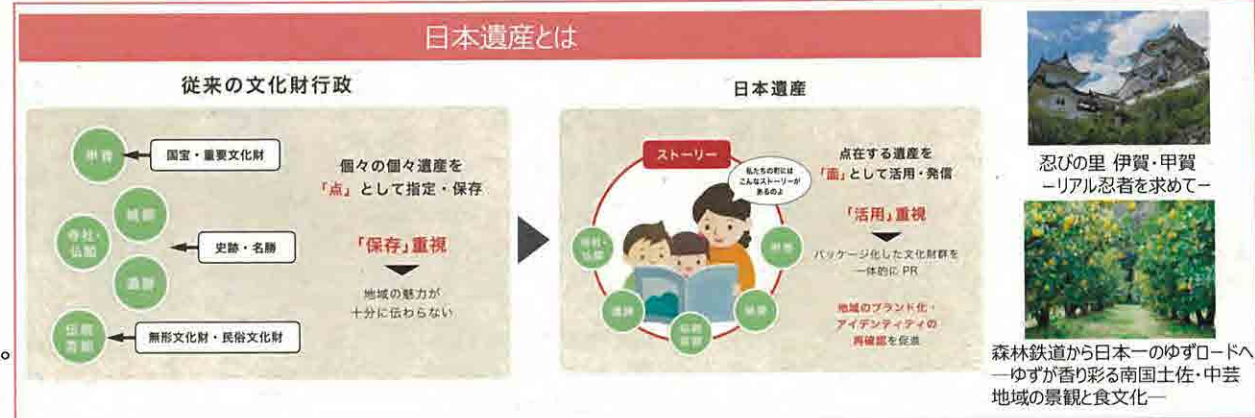 日本遺産とは
従来の文化財行政
国宝・重要文化財
城郭
寺社・
仏閣
遺跡
史跡・名勝
伝統
芸能
無形文化財・民俗文化財
個々の個々遺産を
「点」として指定・保存
「保存」重視
地域の魅力が
十分に伝わらない
日本遺産
ストーリー
私たちの町には
こんなストーリーが
あるのよ
寺社・
仏閣
遺跡
伝統
芸能
城郭
点在する遺産を
「面」として活用・発信
「活用」重視
パッケージ化した文化財群を
一体的に PR
地域のブランド化・
アイデンティティの
再確認を促進
忍びの里 伊賀・甲賀
−リアル忍者を求めて−
森林鉄道から日本一のゆずロードへ
―ゆずが香り彩る南国土佐・中芸
地域の景観と食文化―
。